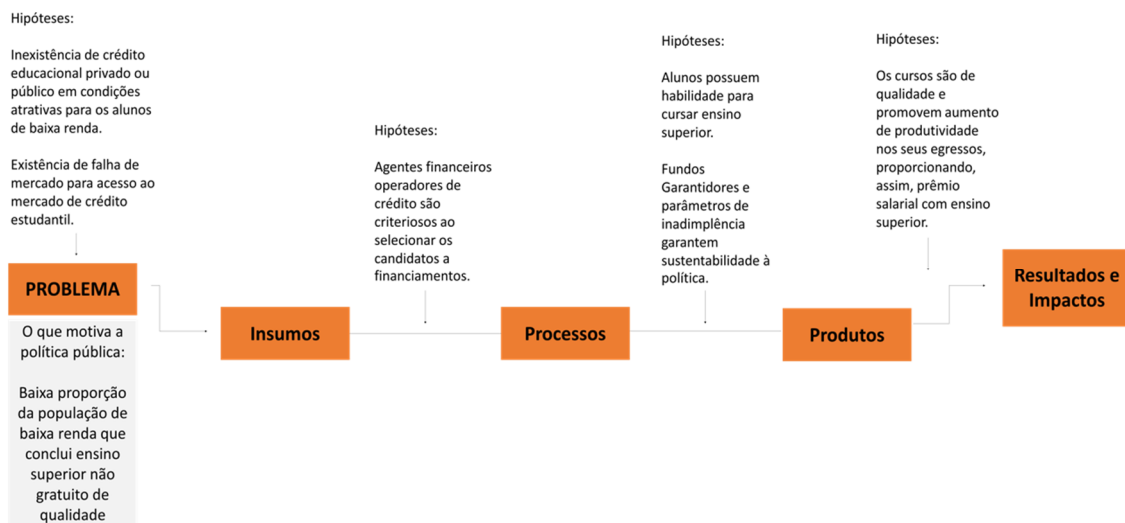 Hipóteses:
Inexistência de crédito
educacional privado ou
público em condições
atrativas para os alunos
de baixa renda.
Existência de falha de
mercado para acesso ao
mercado de crédito
estudantil.
PROBLEMA
O que motiva a
política pública:
Baixa proporção
da população de
baixa renda que
conclui ensino
superior não
gratuito de
qualidade
Insumos
Hipóteses:
Agentes financeiros
operadores de
crédito são
criteriosos ao
selecionar os
candidatos a
financiamentos.
Processos
Hipóteses:
Alunos possuem
habilidade para
cursar ensino
superior.
Fundos
Garantidores e
parâmetros de
inadimplência
garantem
sustentabilidade à
política.
Produtos
Hipóteses:
Os cursos são de
qualidade e
promovem aumento
de produtividade
nos seus egressos,
proporcionando,
assim, prêmio
salarial com ensino
superior.
Resultados e
Impactos